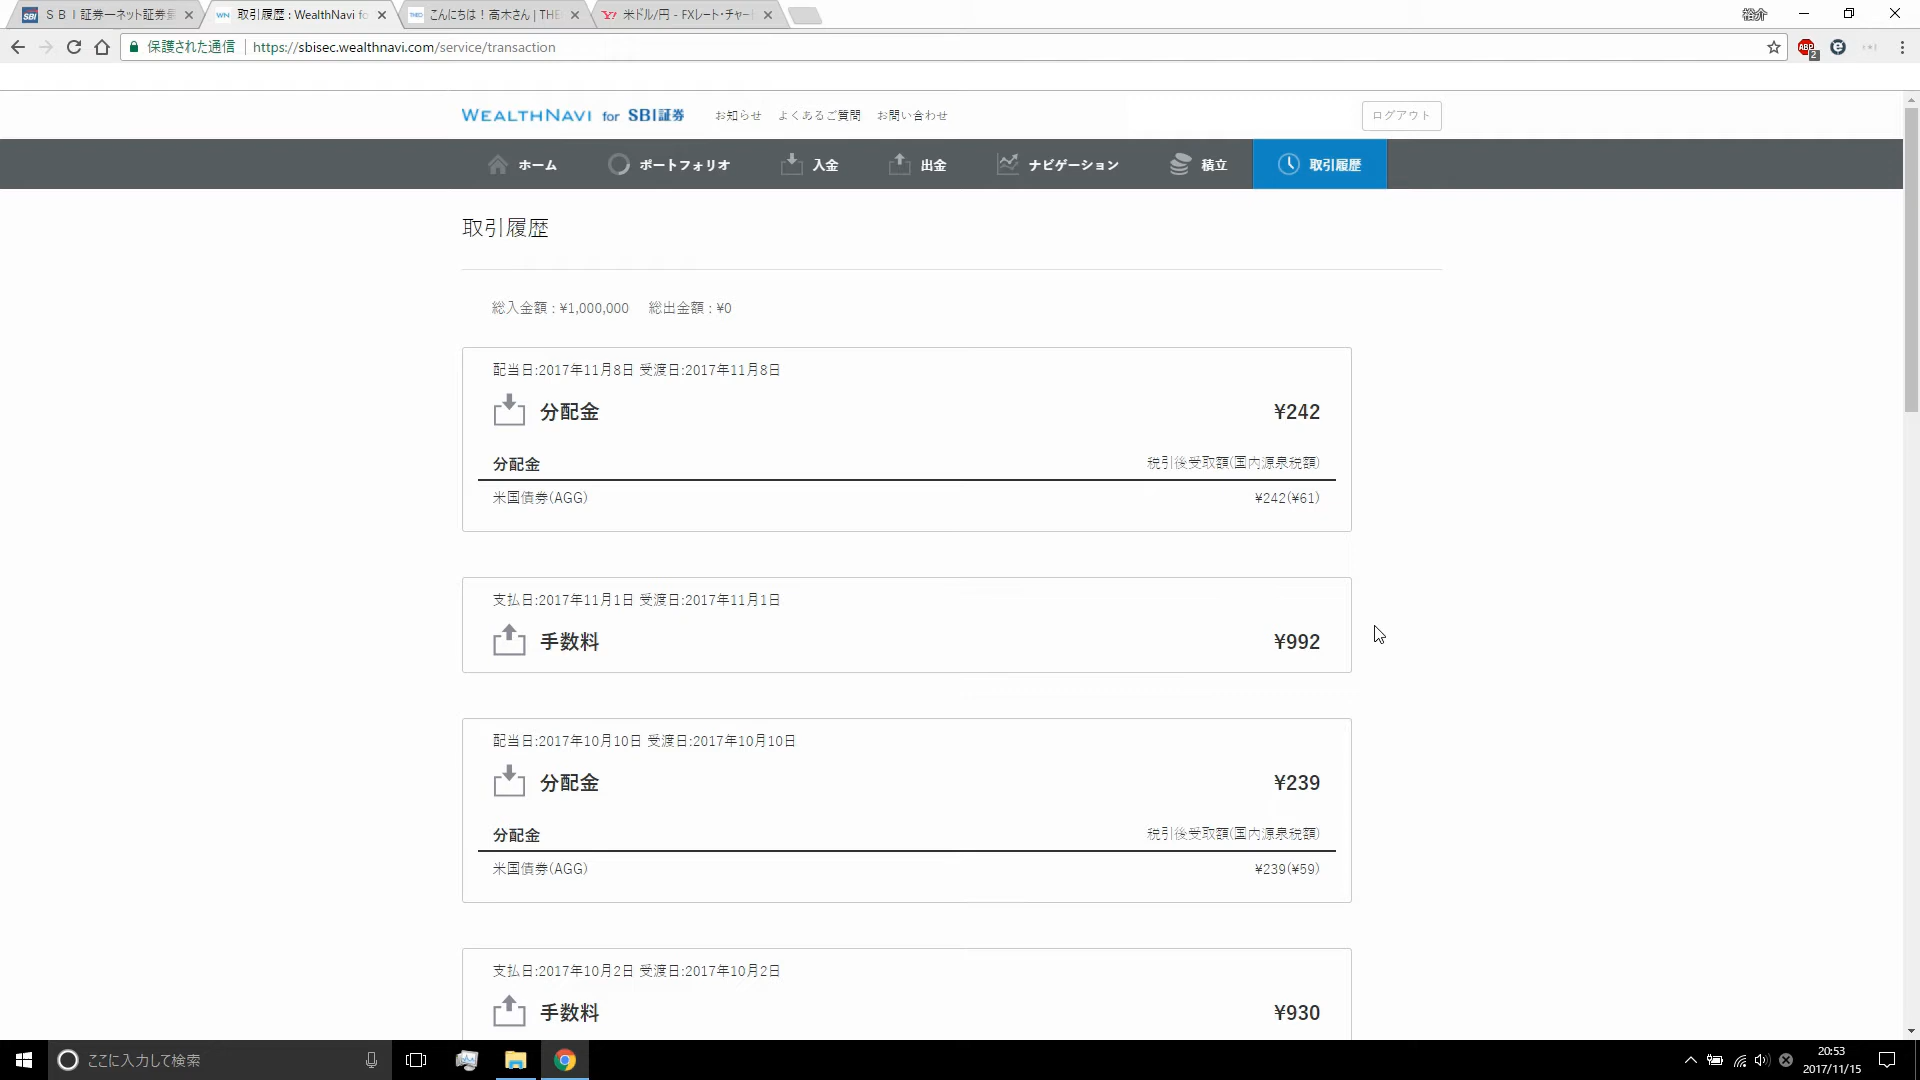 ＳＢＩ証券ーネット証券最
取引履歴 : WealthNavi fo
こんにちは！高木さん | THE
米ドル/円 - FXレート・チャー
裕介
保護された通信
https://sbisec.wealthnavi.com/service/transaction
WEALTHNAVI for SBI証券
お知らせ
よくあるご質問
お問い合わせ
ログアウト
ホーム
ポートフォリオ
入金
出金
ナビゲーション
積立
取引履歴
取引履歴
総入金額 : ¥1,000,000 総出金額 : ¥0
配当日:2017年11月8日 受渡日:2017年11月8日
分配金 ¥242
分配金 税引後受取額(国内源泉税額)
米国債券(AGG) ¥242(¥61)
支払日:2017年11月1日 受渡日:2017年11月1日
手数料 ¥992
配当日:2017年10月10日 受渡日:2017年10月10日
分配金 ¥239
分配金 税引後受取額(国内源泉税額)
米国債券(AGG) ¥239(¥59)
支払日:2017年10月2日 受渡日:2017年10月2日
手数料 ¥930
ここに入力して検索
20:53
2017/11/15